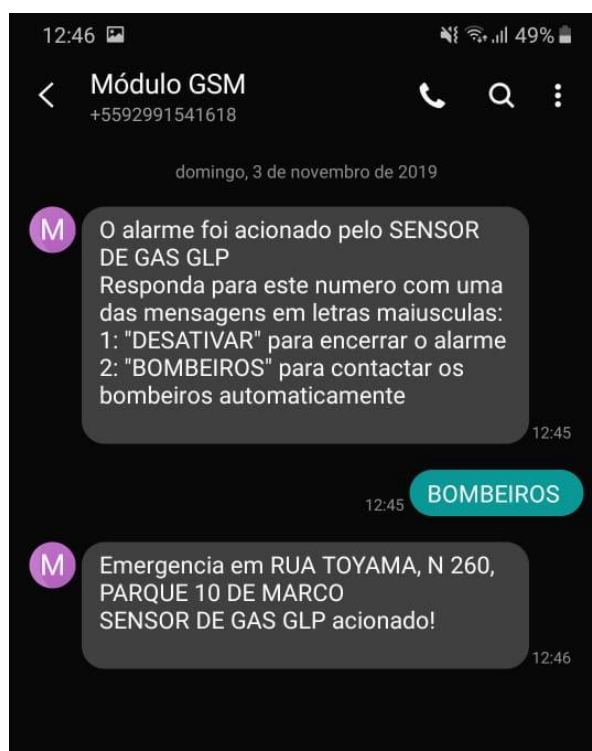 12:46 49%
Módulo GSM
+5592991541618
domingo, 3 de novembro de 2019
M
O alarme foi acionado pelo SENSOR
DE GAS GLP
Responda para este numero com uma
das mensagens em letras maiusculas:
1: "DESATIVAR" para encerrar o alarme
2: "BOMBEIROS" para contactar os
bombeiros automaticamente
12:45
12:45 BOMBEIROS
M
Emergencia em RUA TOYAMA, N 260,
PARQUE 10 DE MARCO
SENSOR DE GAS GLP acionado!
12:46